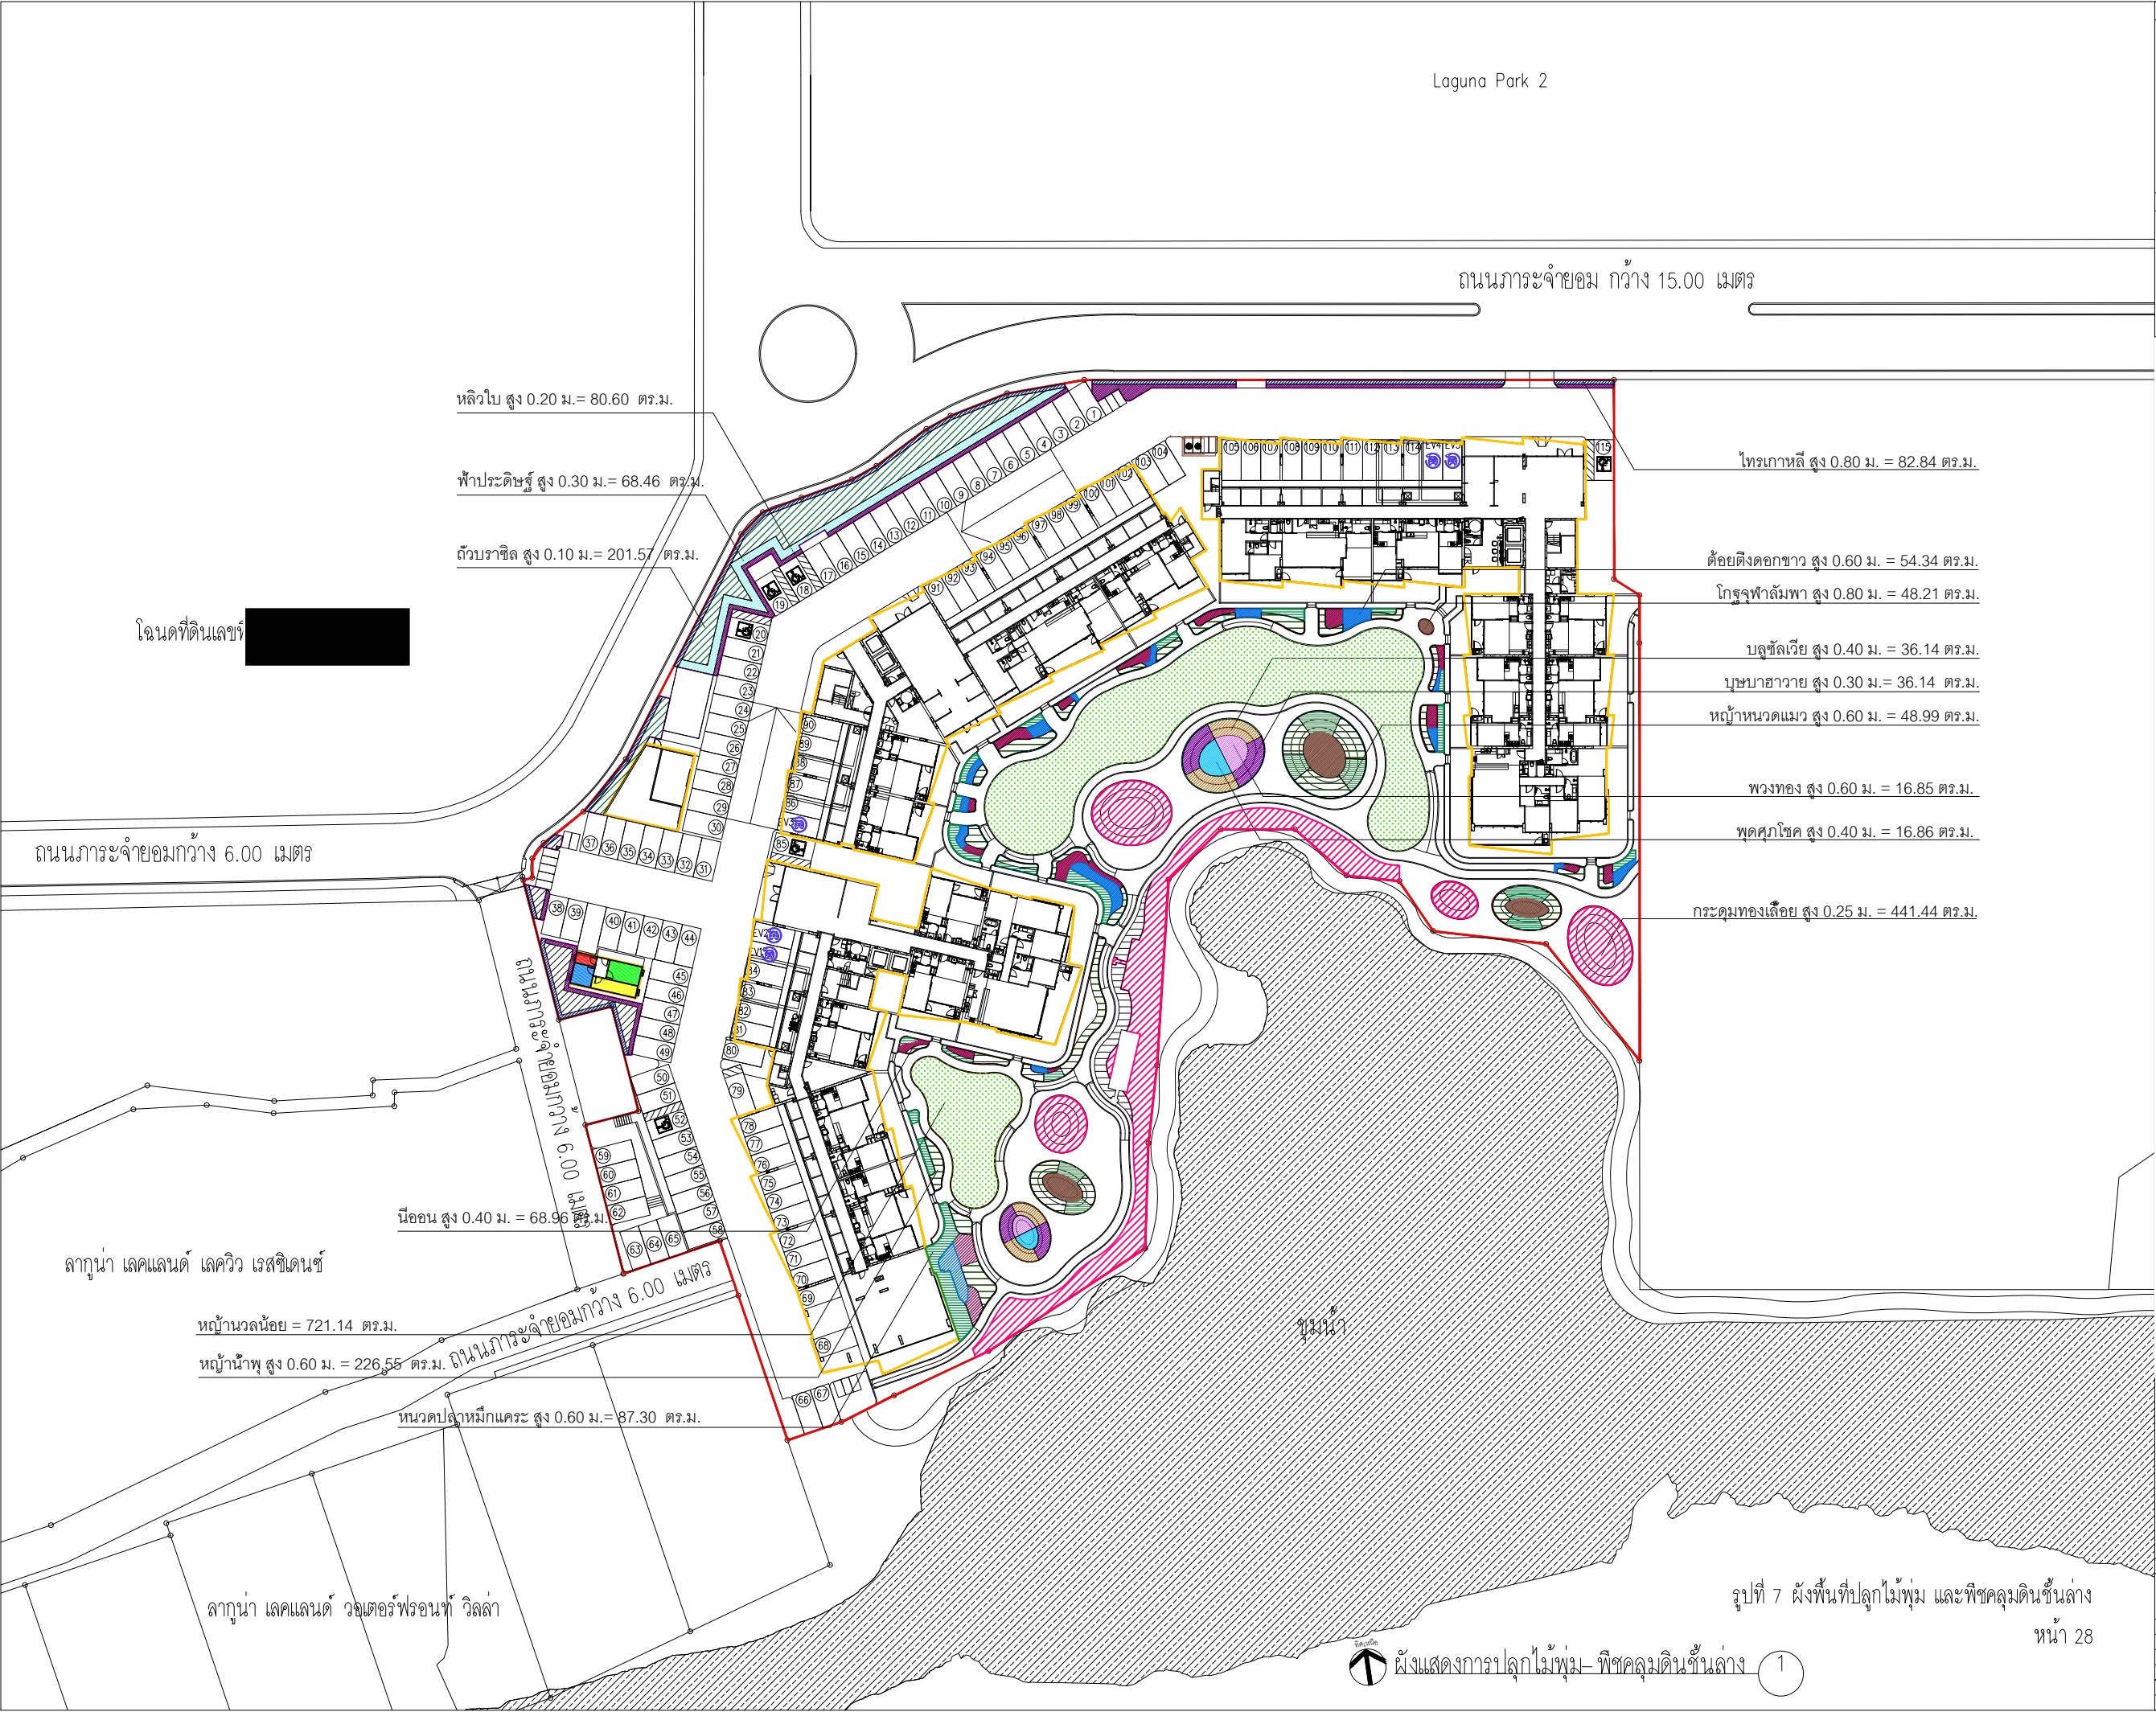 Laguna Park 2
ถนนภาระจำยอม กว้าง 15.00 เมตร
หลิวใบ สูง 0.20 ม.= 80.60 ตร.ม.
ฟ้าประดิษฐ์ สูง 0.30 ม.= 68.46 ตร.ม.
ถั่วบราซิล สูง 0.10 ม.= 201.57 ตร.ม.
โฉนดที่ดินเลขที่
ไทรเกาหลี สูง 0.80 ม. = 82.84 ตร.ม.
ต้อยติ่งดอกขาว สูง 0.60 ม. = 54.34 ตร.ม.
โกฐจุฬาลัมพา สูง 0.80 ม. = 48.21 ตร.ม.
บลูซัลเวีย สูง 0.40 ม. = 36.14 ตร.ม.
บุษบาฮาวาย สูง 0.30 ม.= 36.14 ตร.ม.
หญ้าหนวดแมว สูง 0.60 ม. = 48.99 ตร.ม.
พวงทอง สูง 0.60 ม. = 16.85 ตร.ม.
พุดศุภโชค สูง 0.40 ม. = 16.86 ตร.ม.
กระดุมทองเลื้อย สูง 0.25 ม. = 441.44 ตร.ม.
ถนนภาระจำยอมกว้าง 6.00 เมตร
ถนนภาระจำยอมกว้าง 6.00 เมตร
นีออน สูง 0.40 ม. = 68.96 ตร.ม.
ลากูน่า เลคแลนด์ เลควิว เรสซิเดนซ์
ถนนภาระจำยอมกว้าง 6.00 เมตร
หญ้านวลน้อย = 721.14 ตร.ม.
หญ้าน้ำพุ สูง 0.60 ม. = 226.55 ตร.ม.
หนวดปลาหมึกแคระ สูง 0.60 ม.= 87.30 ตร.ม.
ขุมน้ำ
ลากูน่า เลคแลนด์ วอเตอร์ฟรอนท์ วิลล่า
รูปที่ 7 ผังพื้นที่ปลูกไม้พุ่ม และพืชคลุมดินชั้นล่าง
หน้า 28
ทิศเหนือ
ผังแสดงการปลูกไม้พุ่ม- พืชคลุมดินชั้นล่าง 1